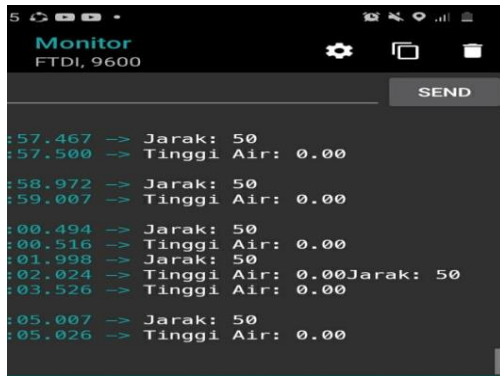 5
Monitor
FTDI, 9600
SEND
:57.467 -> Jarak: 50
:57.500 -> Tinggi Air: 0.00
:58.972 -> Jarak: 50
:59.007 -> Tinggi Air: 0.00
:00.494 -> Jarak: 50
:00.516 -> Tinggi Air: 0.00
:01.998 -> Jarak: 50
:02.024 -> Tinggi Air: 0.00Jarak: 50
:03.526 -> Tinggi Air: 0.00
:05.007 -> Jarak: 50
:05.026 -> Tinggi Air: 0.00